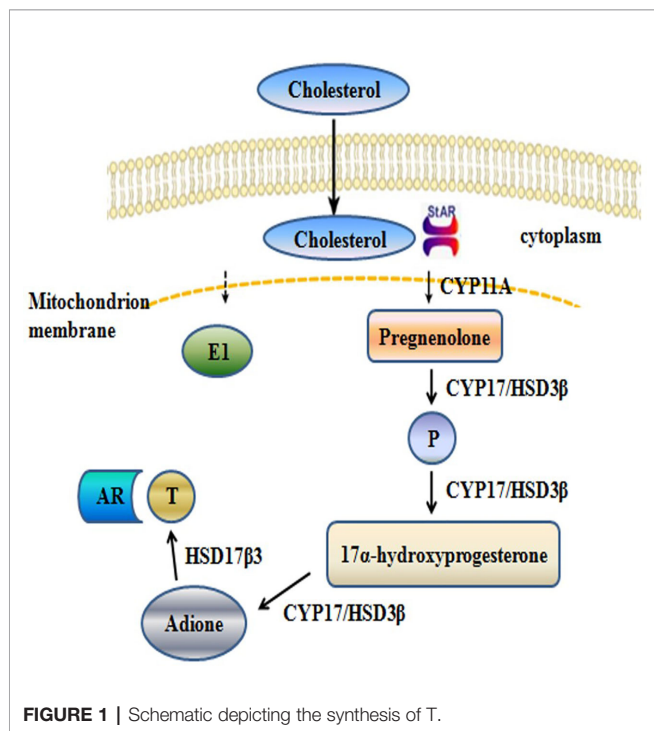 Cholesterol
StAR
Cholesterol
cytoplasm
Mitochondrion
membrane
CYP11A
E1
Pregnenolone
CYP17/HSD3β
P
CYP17/HSD3β
AR
T
17α-hydroxyprogesterone
HSD17β3
CYP17/HSD3β
Adione
FIGURE 1 | Schematic depicting the synthesis of T.